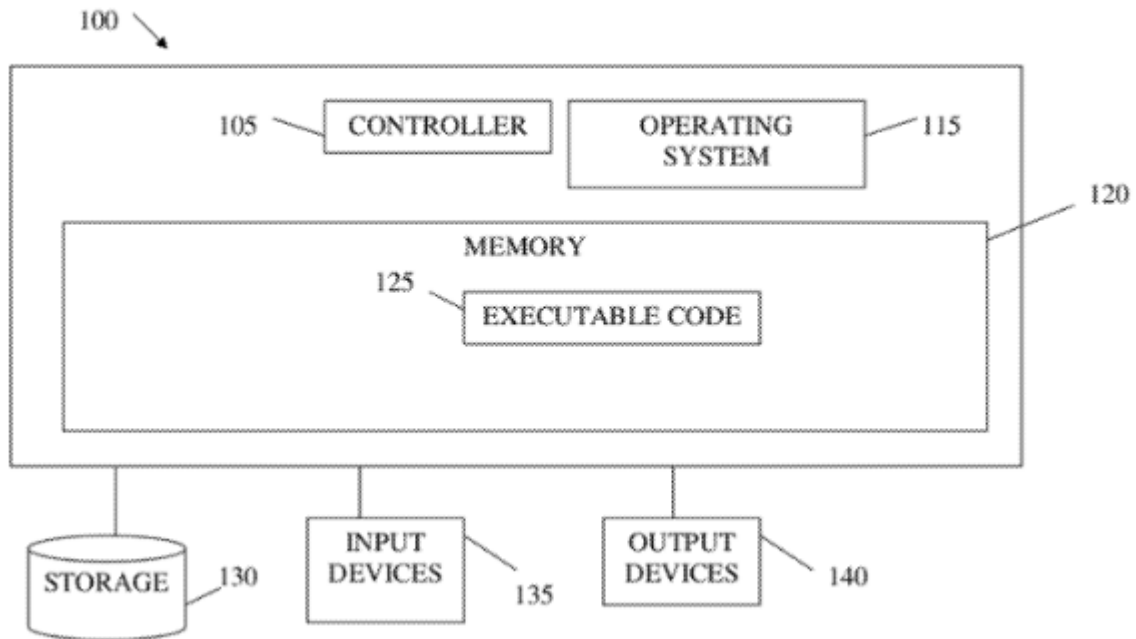 100
105
CONTROLLER
OPERATING
SYSTEM
115
120
MEMORY
125
EXECUTABLE CODE
STORAGE
130
INPUT
DEVICES
135
OUTPUT
DEVICES
140